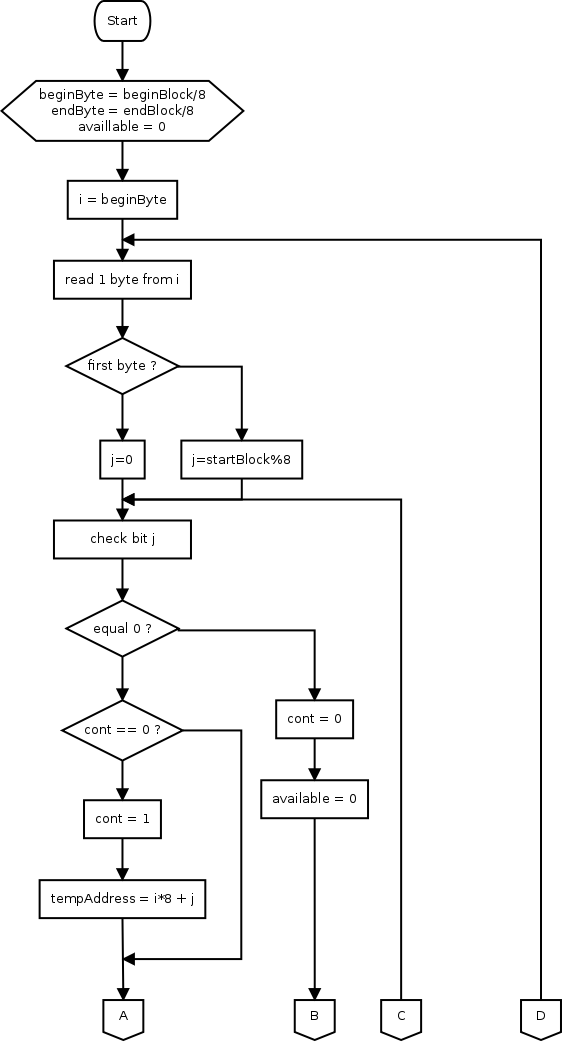 Start
beginByte = beginBlock/8
endByte = endBlock/8
availlable = 0
i = beginByte
read 1 byte from i
first byte ?
j=0
j=startBlock%8
check bit j
equal 0 ?
cont == 0 ?
cont = 0
cont = 1
available = 0
tempAddress = i*8 + j
A
B
C
D